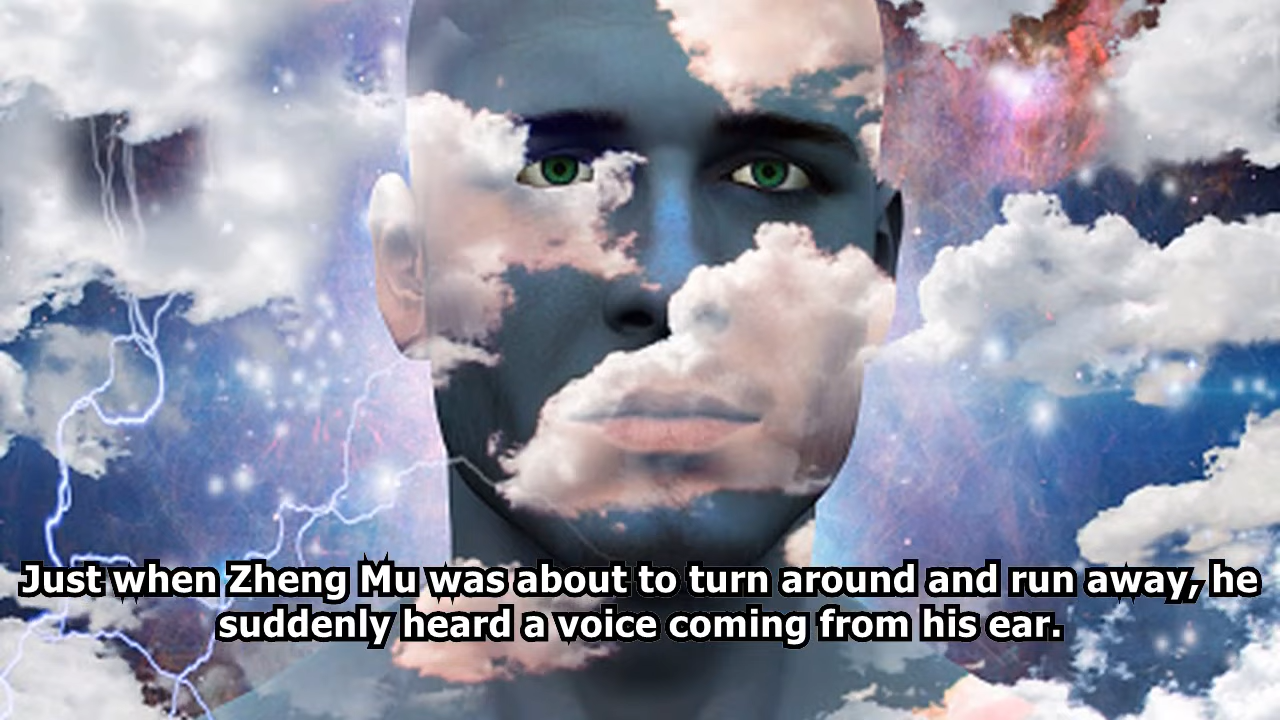 Just when Zheng Mu was about to turn around and run away, he
suddenly heard a voice coming from his ear.